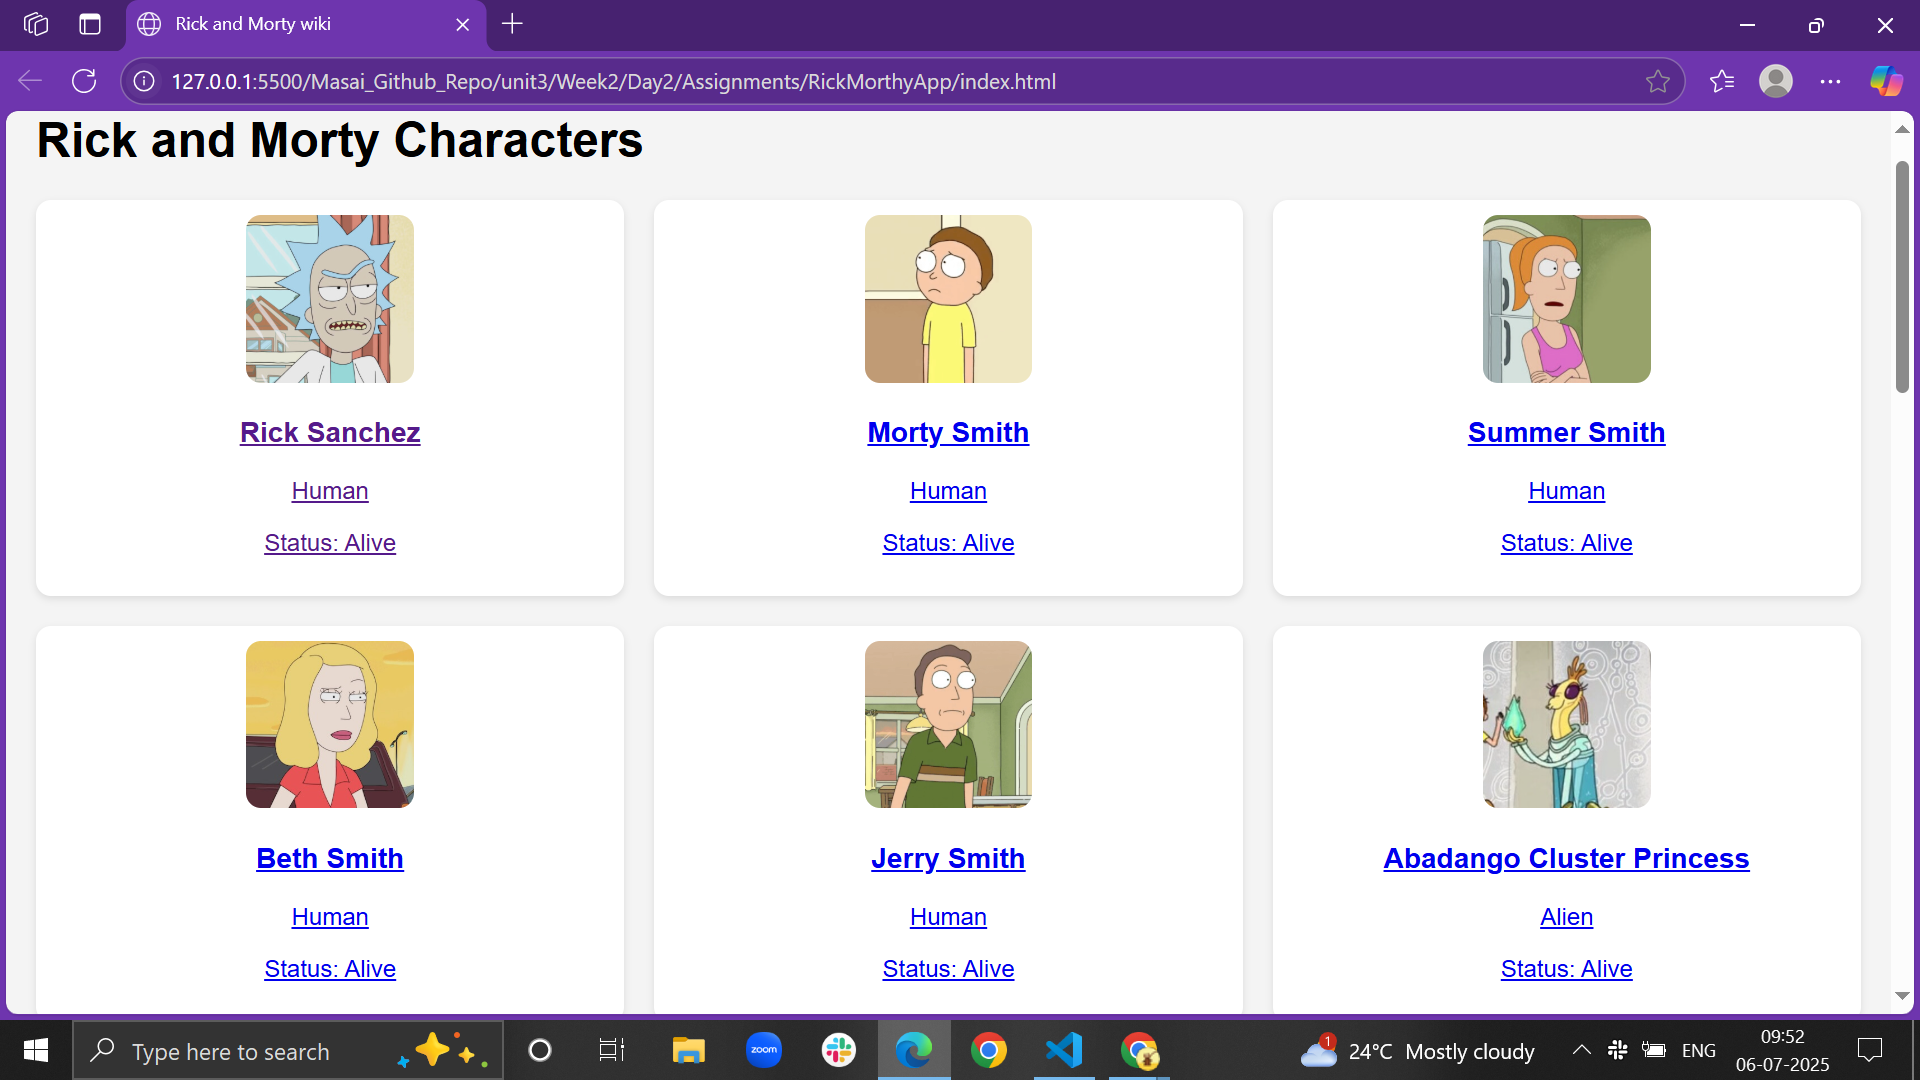 Rick and Morty wiki
127.0.0.1:5500/Masai_Github_Repo/unit3/Week2/Day2/Assignments/RickMorthyApp/index.html
Rick and Morty Characters
Rick Sanchez
Human
Status: Alive
Morty Smith
Human
Status: Alive
Summer Smith
Human
Status: Alive
Beth Smith
Human
Status: Alive
Jerry Smith
Human
Status: Alive
Abadango Cluster Princess
Alien
Status: Alive
Type here to search
zoom
1
24°C Mostly cloudy
ENG
09:52
06-07-2025